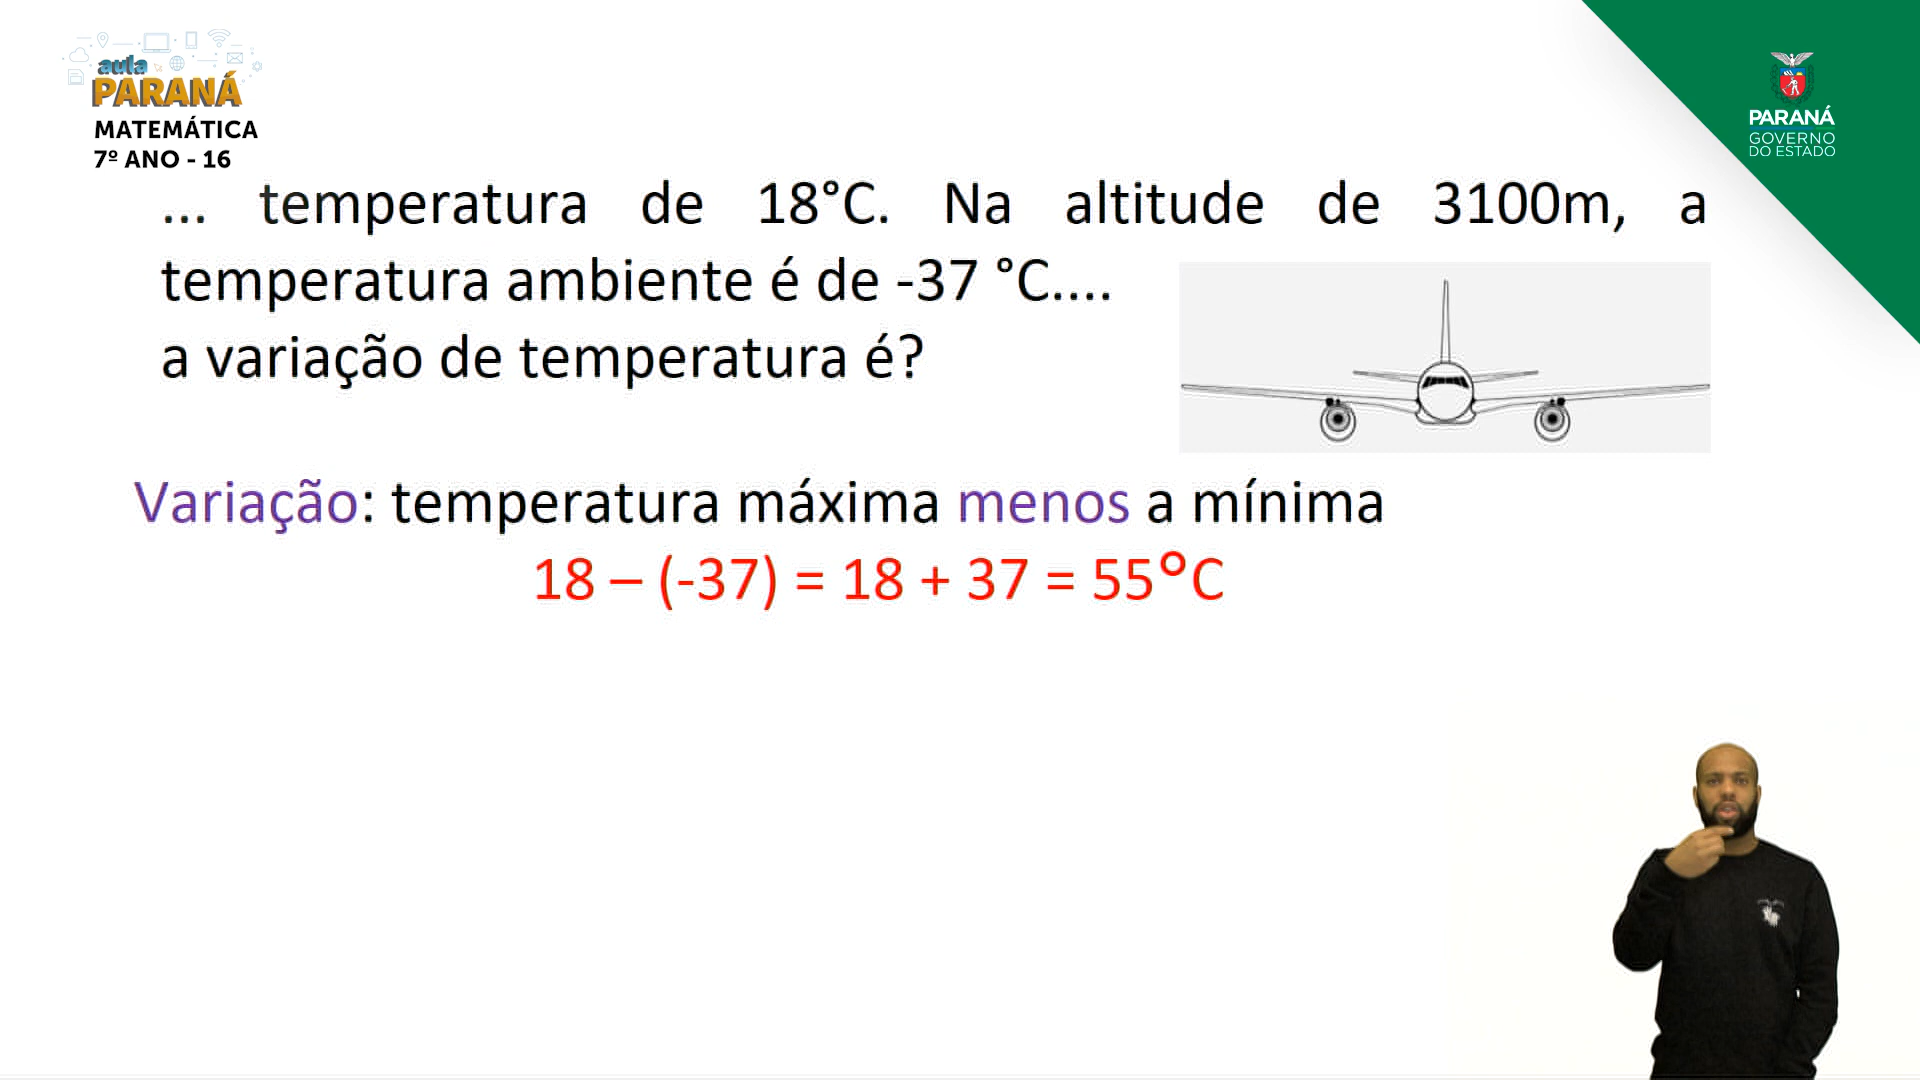 aula
PARANÁ
MATEMÁTICA
7º ANO - 16
PARANÁ
GOVERNO
DO ESTADO
... temperatura de 18°C. Na altitude de 3100m, a
temperatura ambiente é de -37 °C....
a variação de temperatura é?
Variação: temperatura máxima menos a mínima
18 – (-37) = 18 + 37 = 55°C